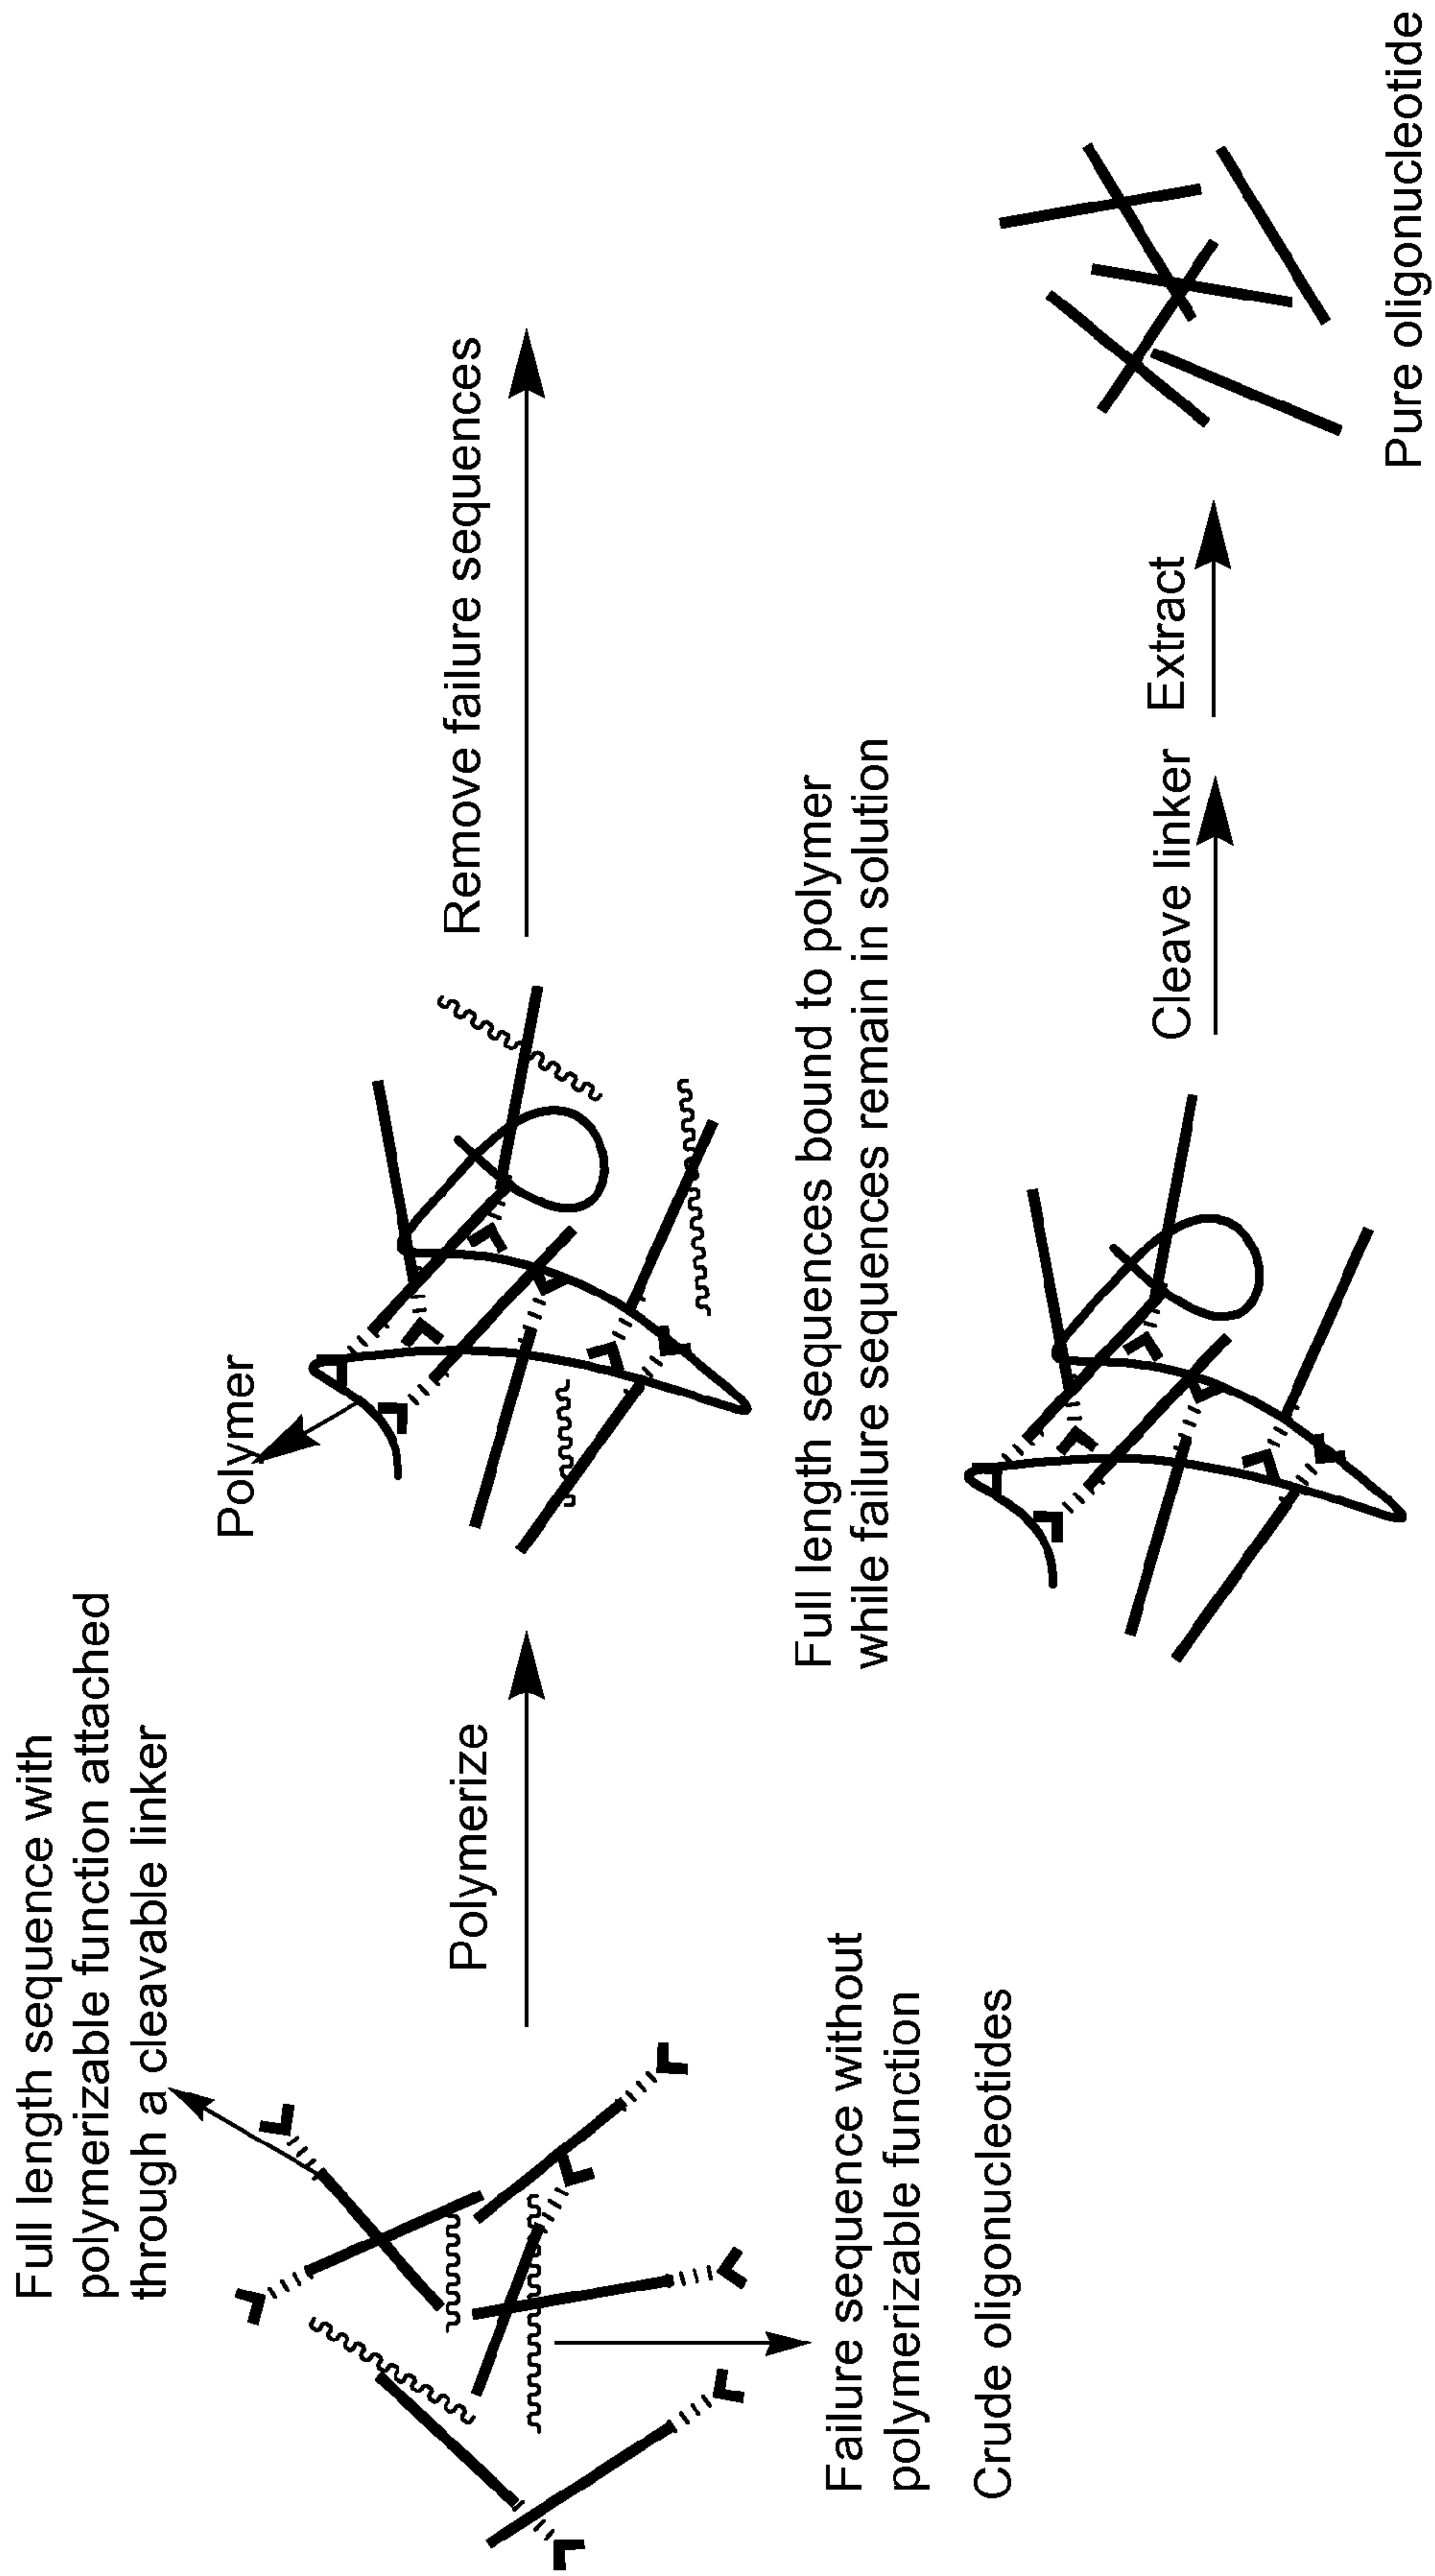 Full length sequence with
polymerizable function attached
through a cleavable linker
Polymer
Polymerize
Remove failure sequences
Failure sequence without
polymerizable function
Crude oligonucleotides
Full length sequences bound to polymer
while failure sequences remain in solution
Cleave linker
Extract
Pure oligonucleotide